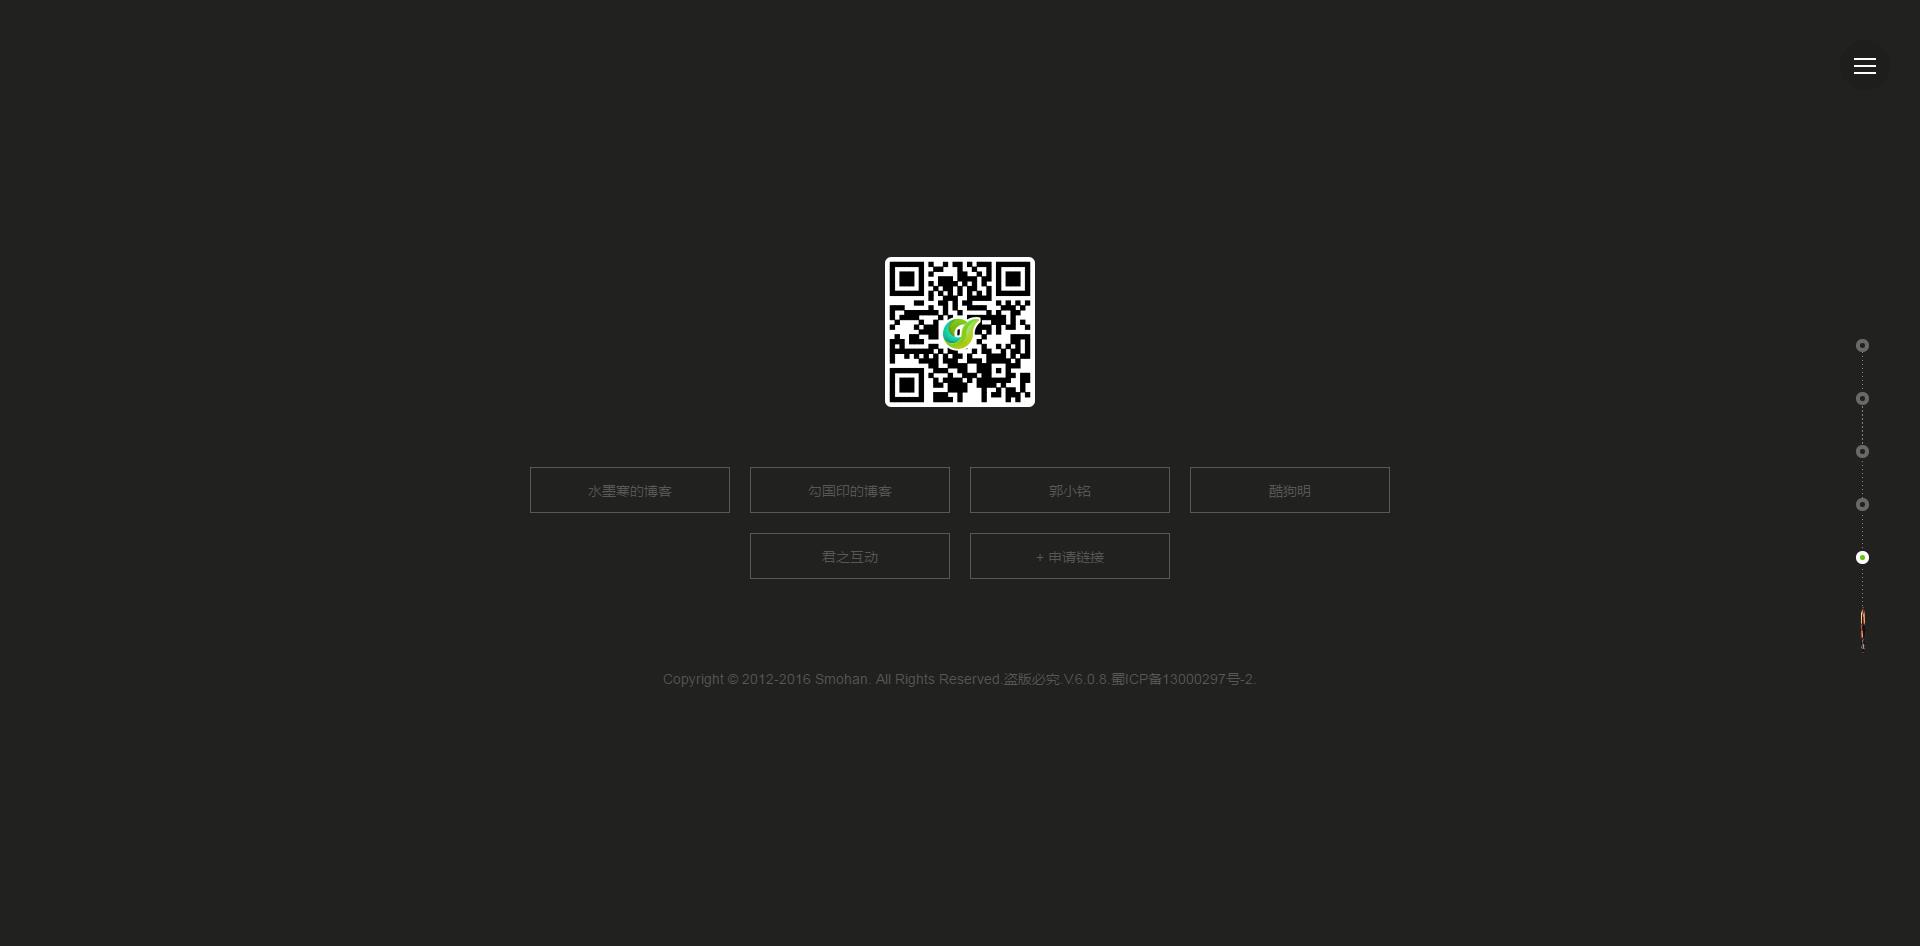 水墨寒的博客
勾国印的博客
郭小铭
酷狗明
君之互动
+ 申请链接
Copyright © 2012-2016 Smohan. All Rights Reserved.盗版必究.V.6.0.8.蜀ICP备13000297号-2.